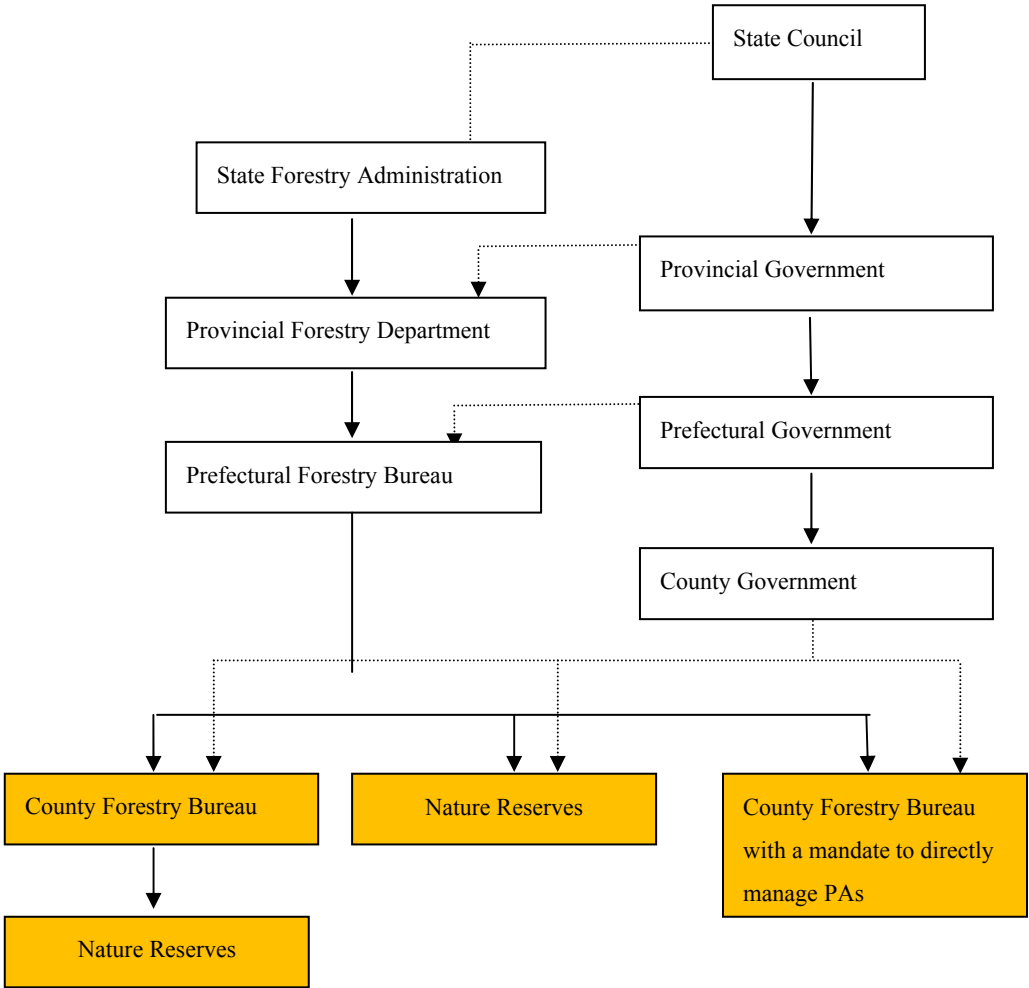 State Council
State Forestry Administration
Provincial Government
Provincial Forestry Department
Prefectural Government
Prefectural Forestry Bureau
County Government
County Forestry Bureau
Nature Reserves
County Forestry Bureau
with a mandate to directly
manage PAs
Nature Reserves